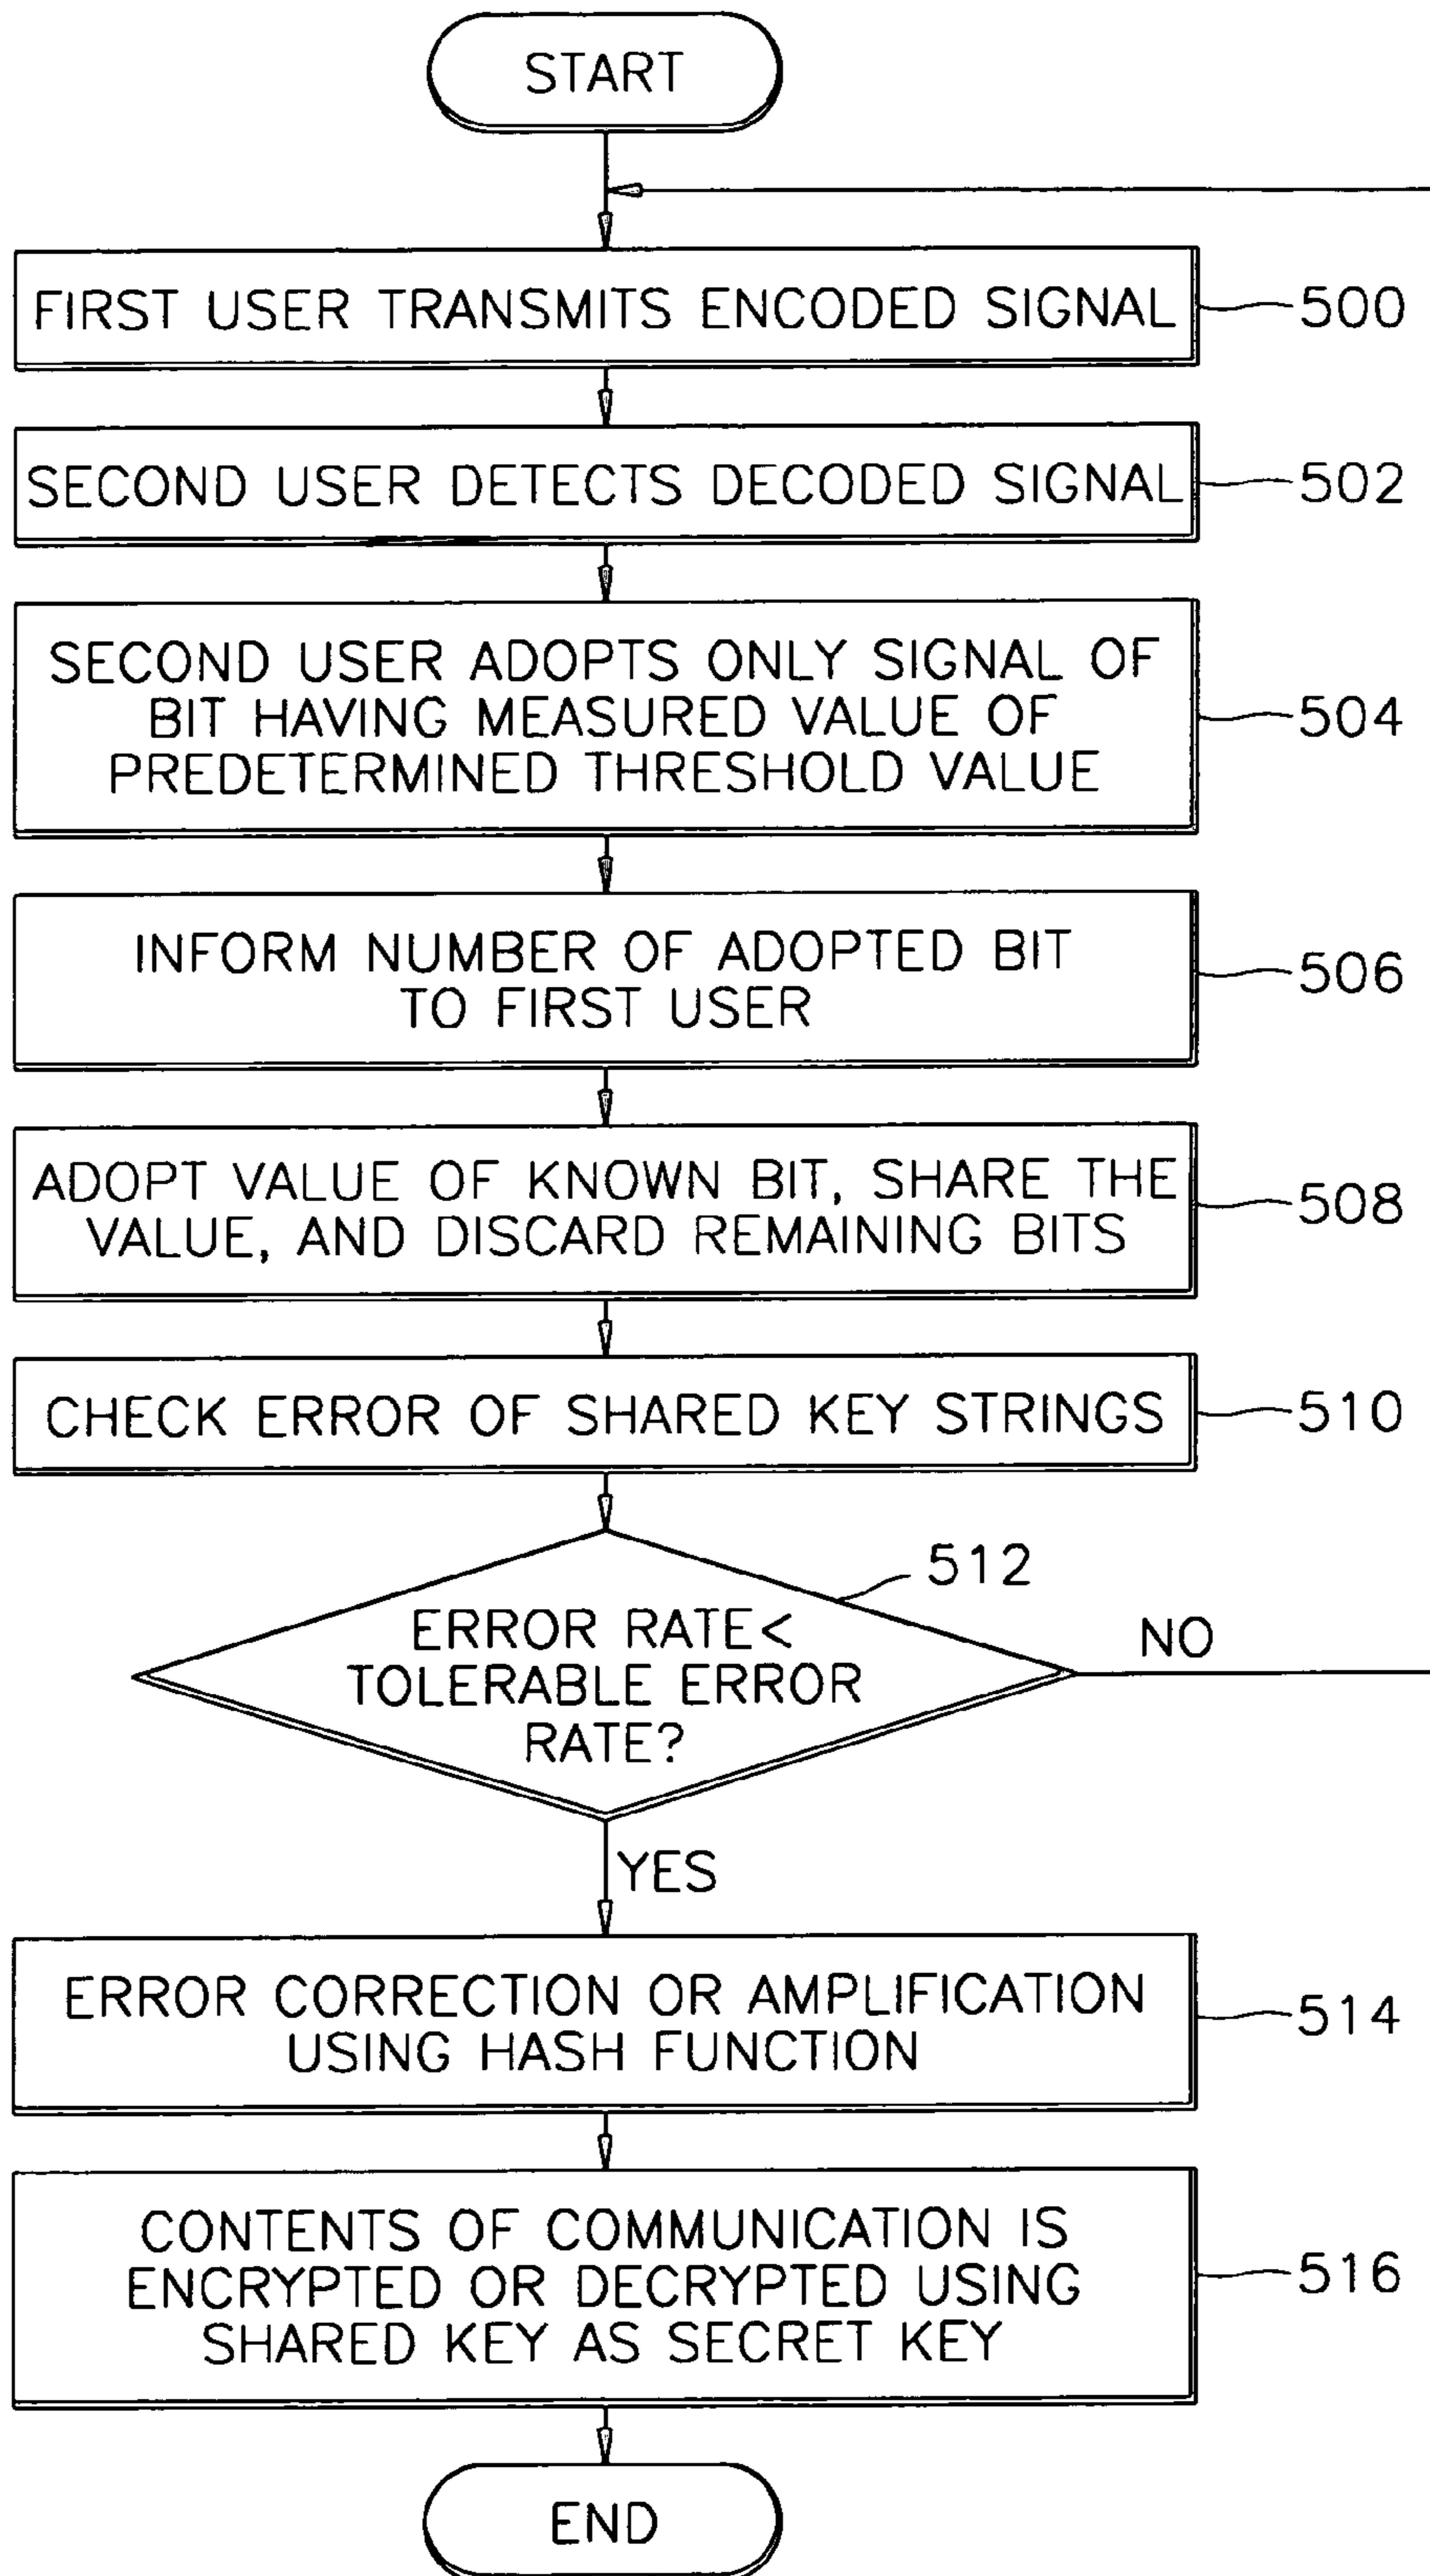 START
FIRST USER TRANSMITS ENCODED SIGNAL
500
SECOND USER DETECTS DECODED SIGNAL
502
SECOND USER ADOPTS ONLY SIGNAL OF
BIT HAVING MEASURED VALUE OF
PREDETERMINED THRESHOLD VALUE
504
INFORM NUMBER OF ADOPTED BIT
TO FIRST USER
506
ADOPT VALUE OF KNOWN BIT, SHARE THE
VALUE, AND DISCARD REMAINING BITS
508
CHECK ERROR OF SHARED KEY STRINGS
510
512
ERROR RATE<
TOLERABLE ERROR
RATE?
NO
YES
ERROR CORRECTION OR AMPLIFICATION
USING HASH FUNCTION
514
CONTENTS OF COMMUNICATION IS
ENCRYPTED OR DECRYPTED USING
SHARED KEY AS SECRET KEY
516
END